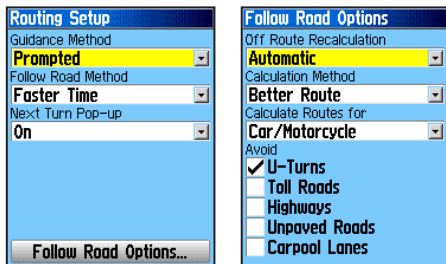 Routing Setup
Guidance Method
Prompted
Follow Road Method
Faster Time
Next Turn Pop-up
On
Follow Road Options...
Follow Road Options
Off Route Recalculation
Automatic
Calculation Method
Better Route
Calculate Routes for
Car/Motorcycle
Avoid
U-Turns
Toll Roads
Highways
Unpaved Roads
Carpool Lanes